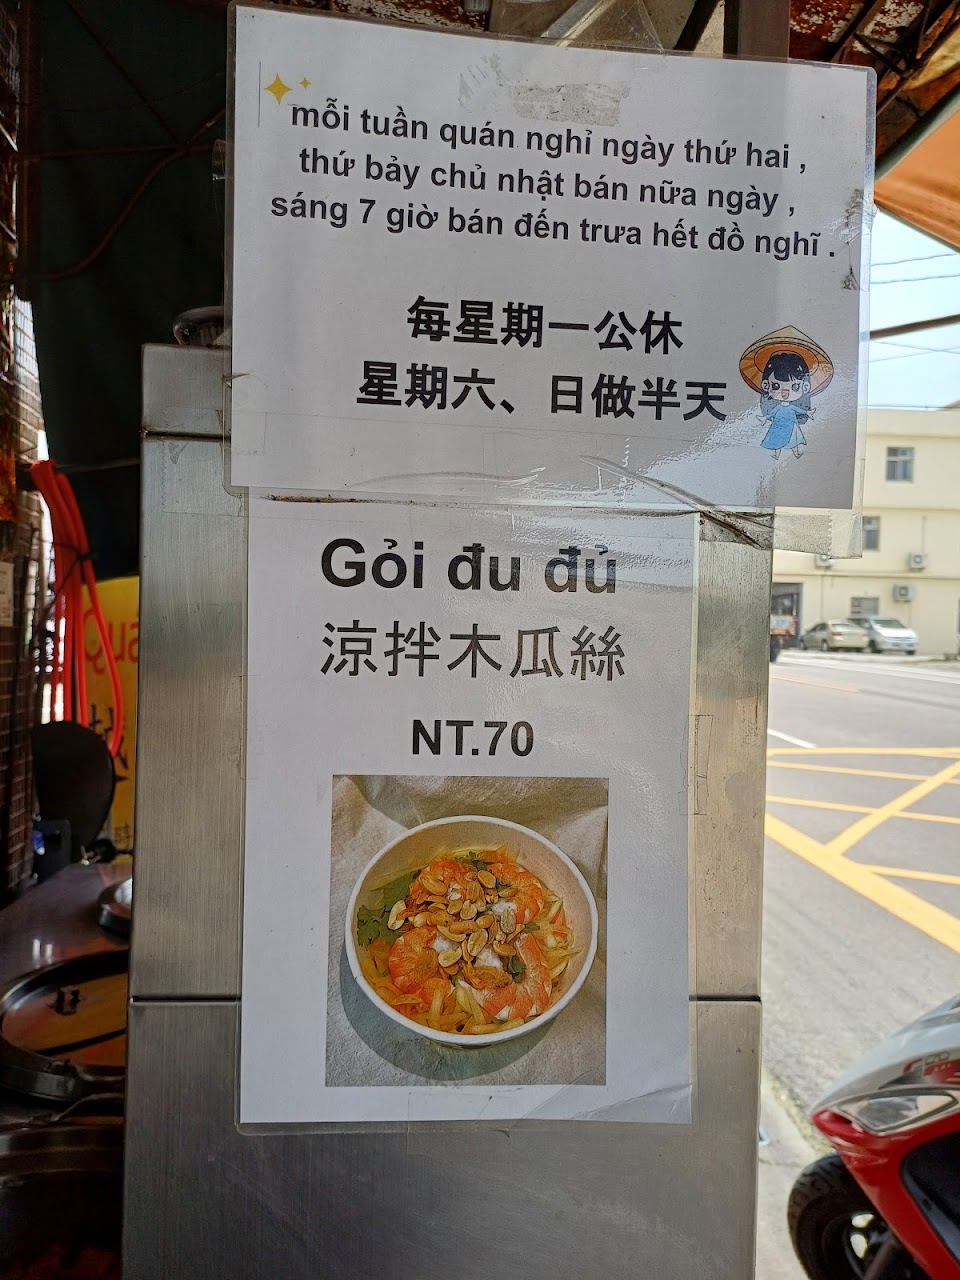 mỗi tuần quán nghỉ ngày thứ hai ,
thứ bảy chủ nhật bán nữa ngày ,
sáng 7 giờ bán đến trưa hết đồ nghĩ .
每星期一公休
星期六、日做半天
Gỏi đu đủ
涼拌木瓜絲
NT.70